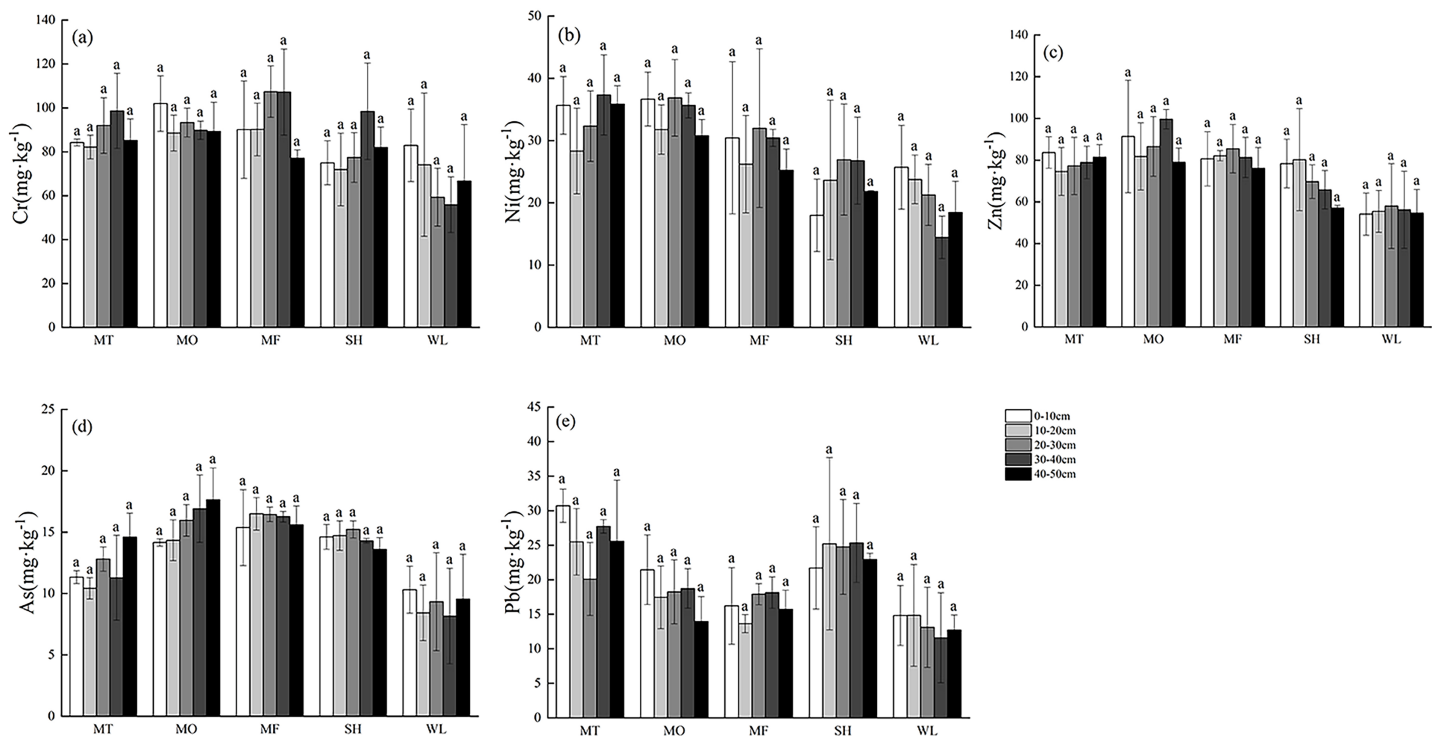 (a)
Cr(mg·kg-1)
140
120
100
80
60
40
20
0
a a a a a
a a a a a
a a a a a
a a a a a
a a a a a
MT MO MF SH WL
(b)
Ni(mg·kg-1)
50
40
30
20
10
0
a a a a a
a a a a a
a a a a a
a a a a a
a a a a a
MT MO MF SH WL
(c)
Zn(mg·kg-1)
140
120
100
80
60
40
20
0
a a a a a
a a a a a
a a a a a
a a a a a
a a a a a
MT MO MF SH WL
(d)
As(mg·kg-1)
25
20
15
10
5
0
a a a a a
a a a a a
a a a a a
a a a a a
a a a a a
MT MO MF SH WL
(e)
Pb(mg·kg-1)
45
40
35
30
25
20
15
10
5
0
a a a a a
a a a a a
a a a a a
a a a a a
a a a a a
MT MO MF SH WL
0-10cm
10-20cm
20-30cm
30-40cm
40-50cm